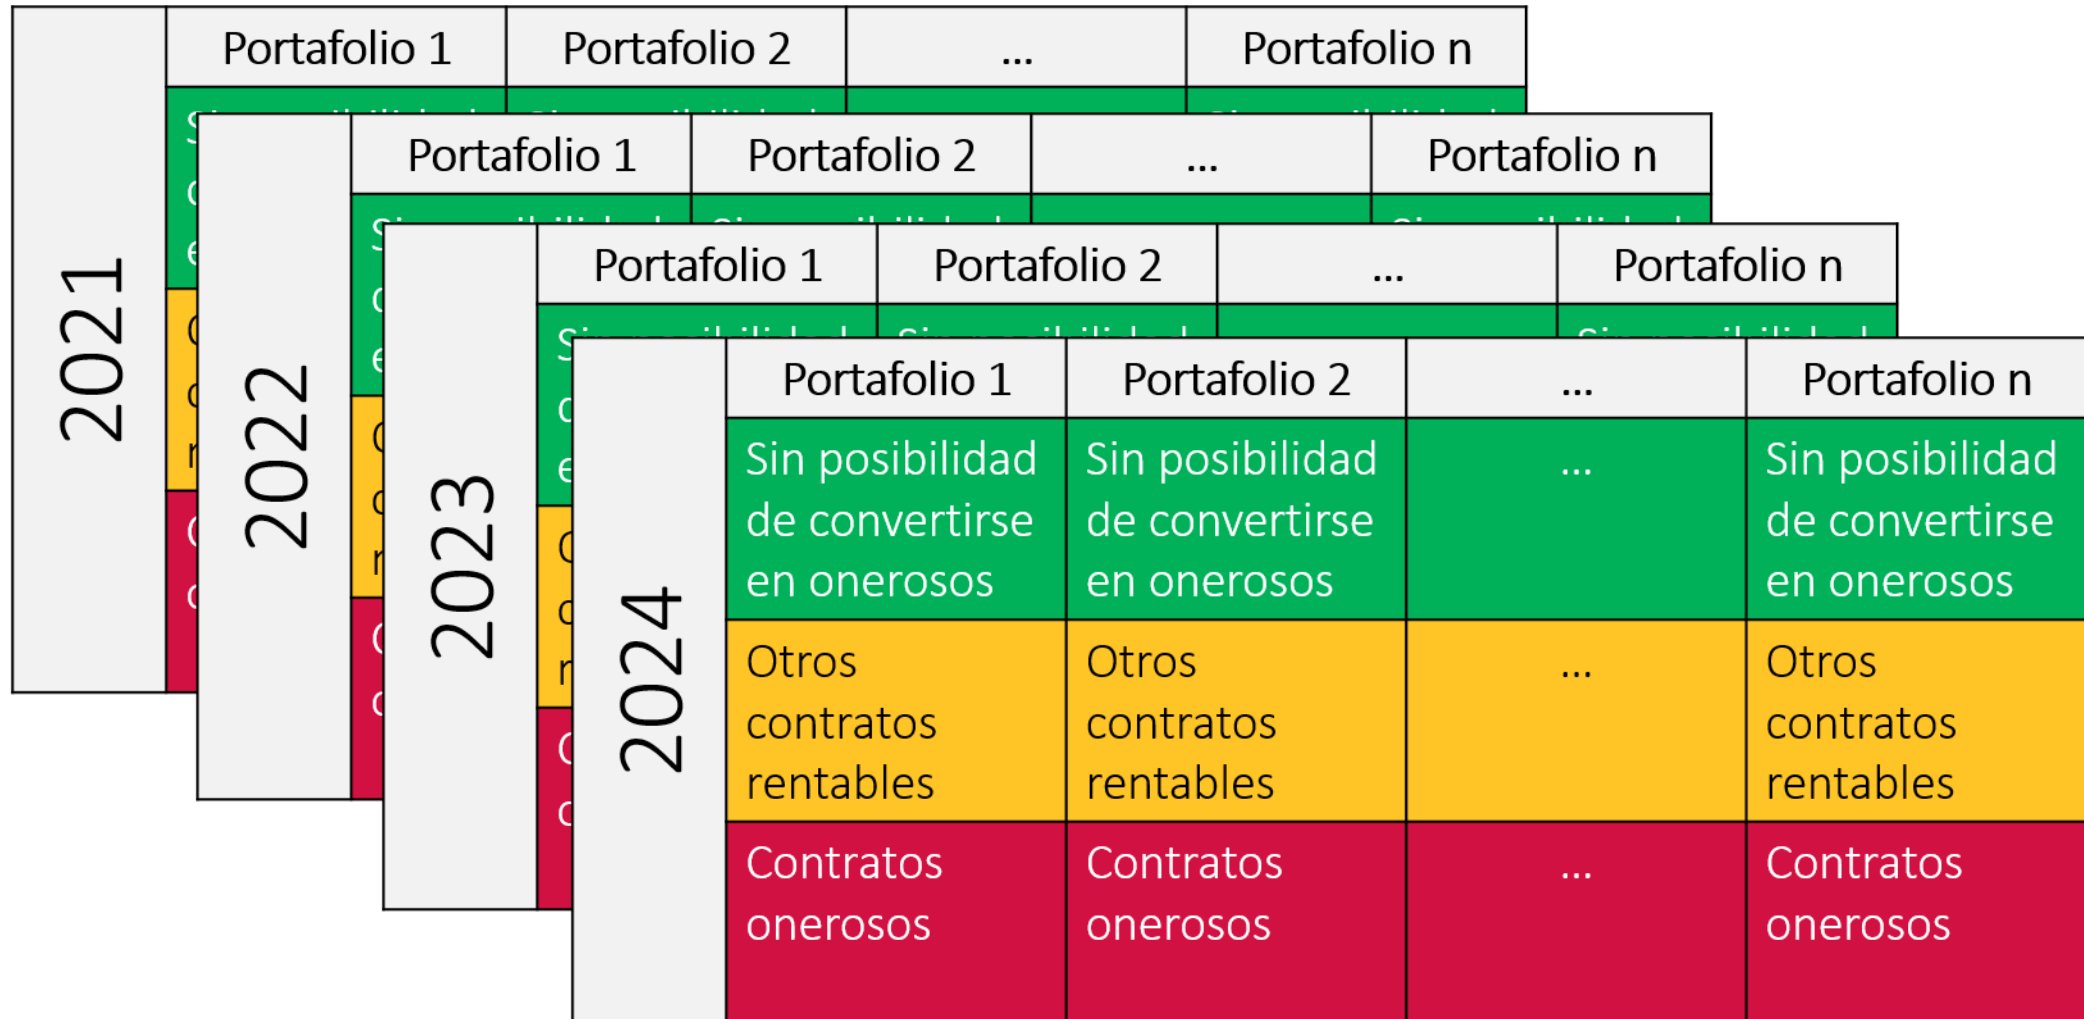 2021
Portafolio 1
Portafolio 2
...
Portafolio n
2022
Portafolio 1
Portafolio 2
...
Portafolio n
2023
Portafolio 1
Portafolio 2
...
Portafolio n
2024
Portafolio 1
Portafolio 2
...
Portafolio n
Sin posibilidad
de convertirse
en onerosos
Sin posibilidad
de convertirse
en onerosos
...
Sin posibilidad
de convertirse
en onerosos
Otros
contratos
rentables
Otros
contratos
rentables
...
Otros
contratos
rentables
Contratos
onerosos
Contratos
onerosos
...
Contratos
onerosos